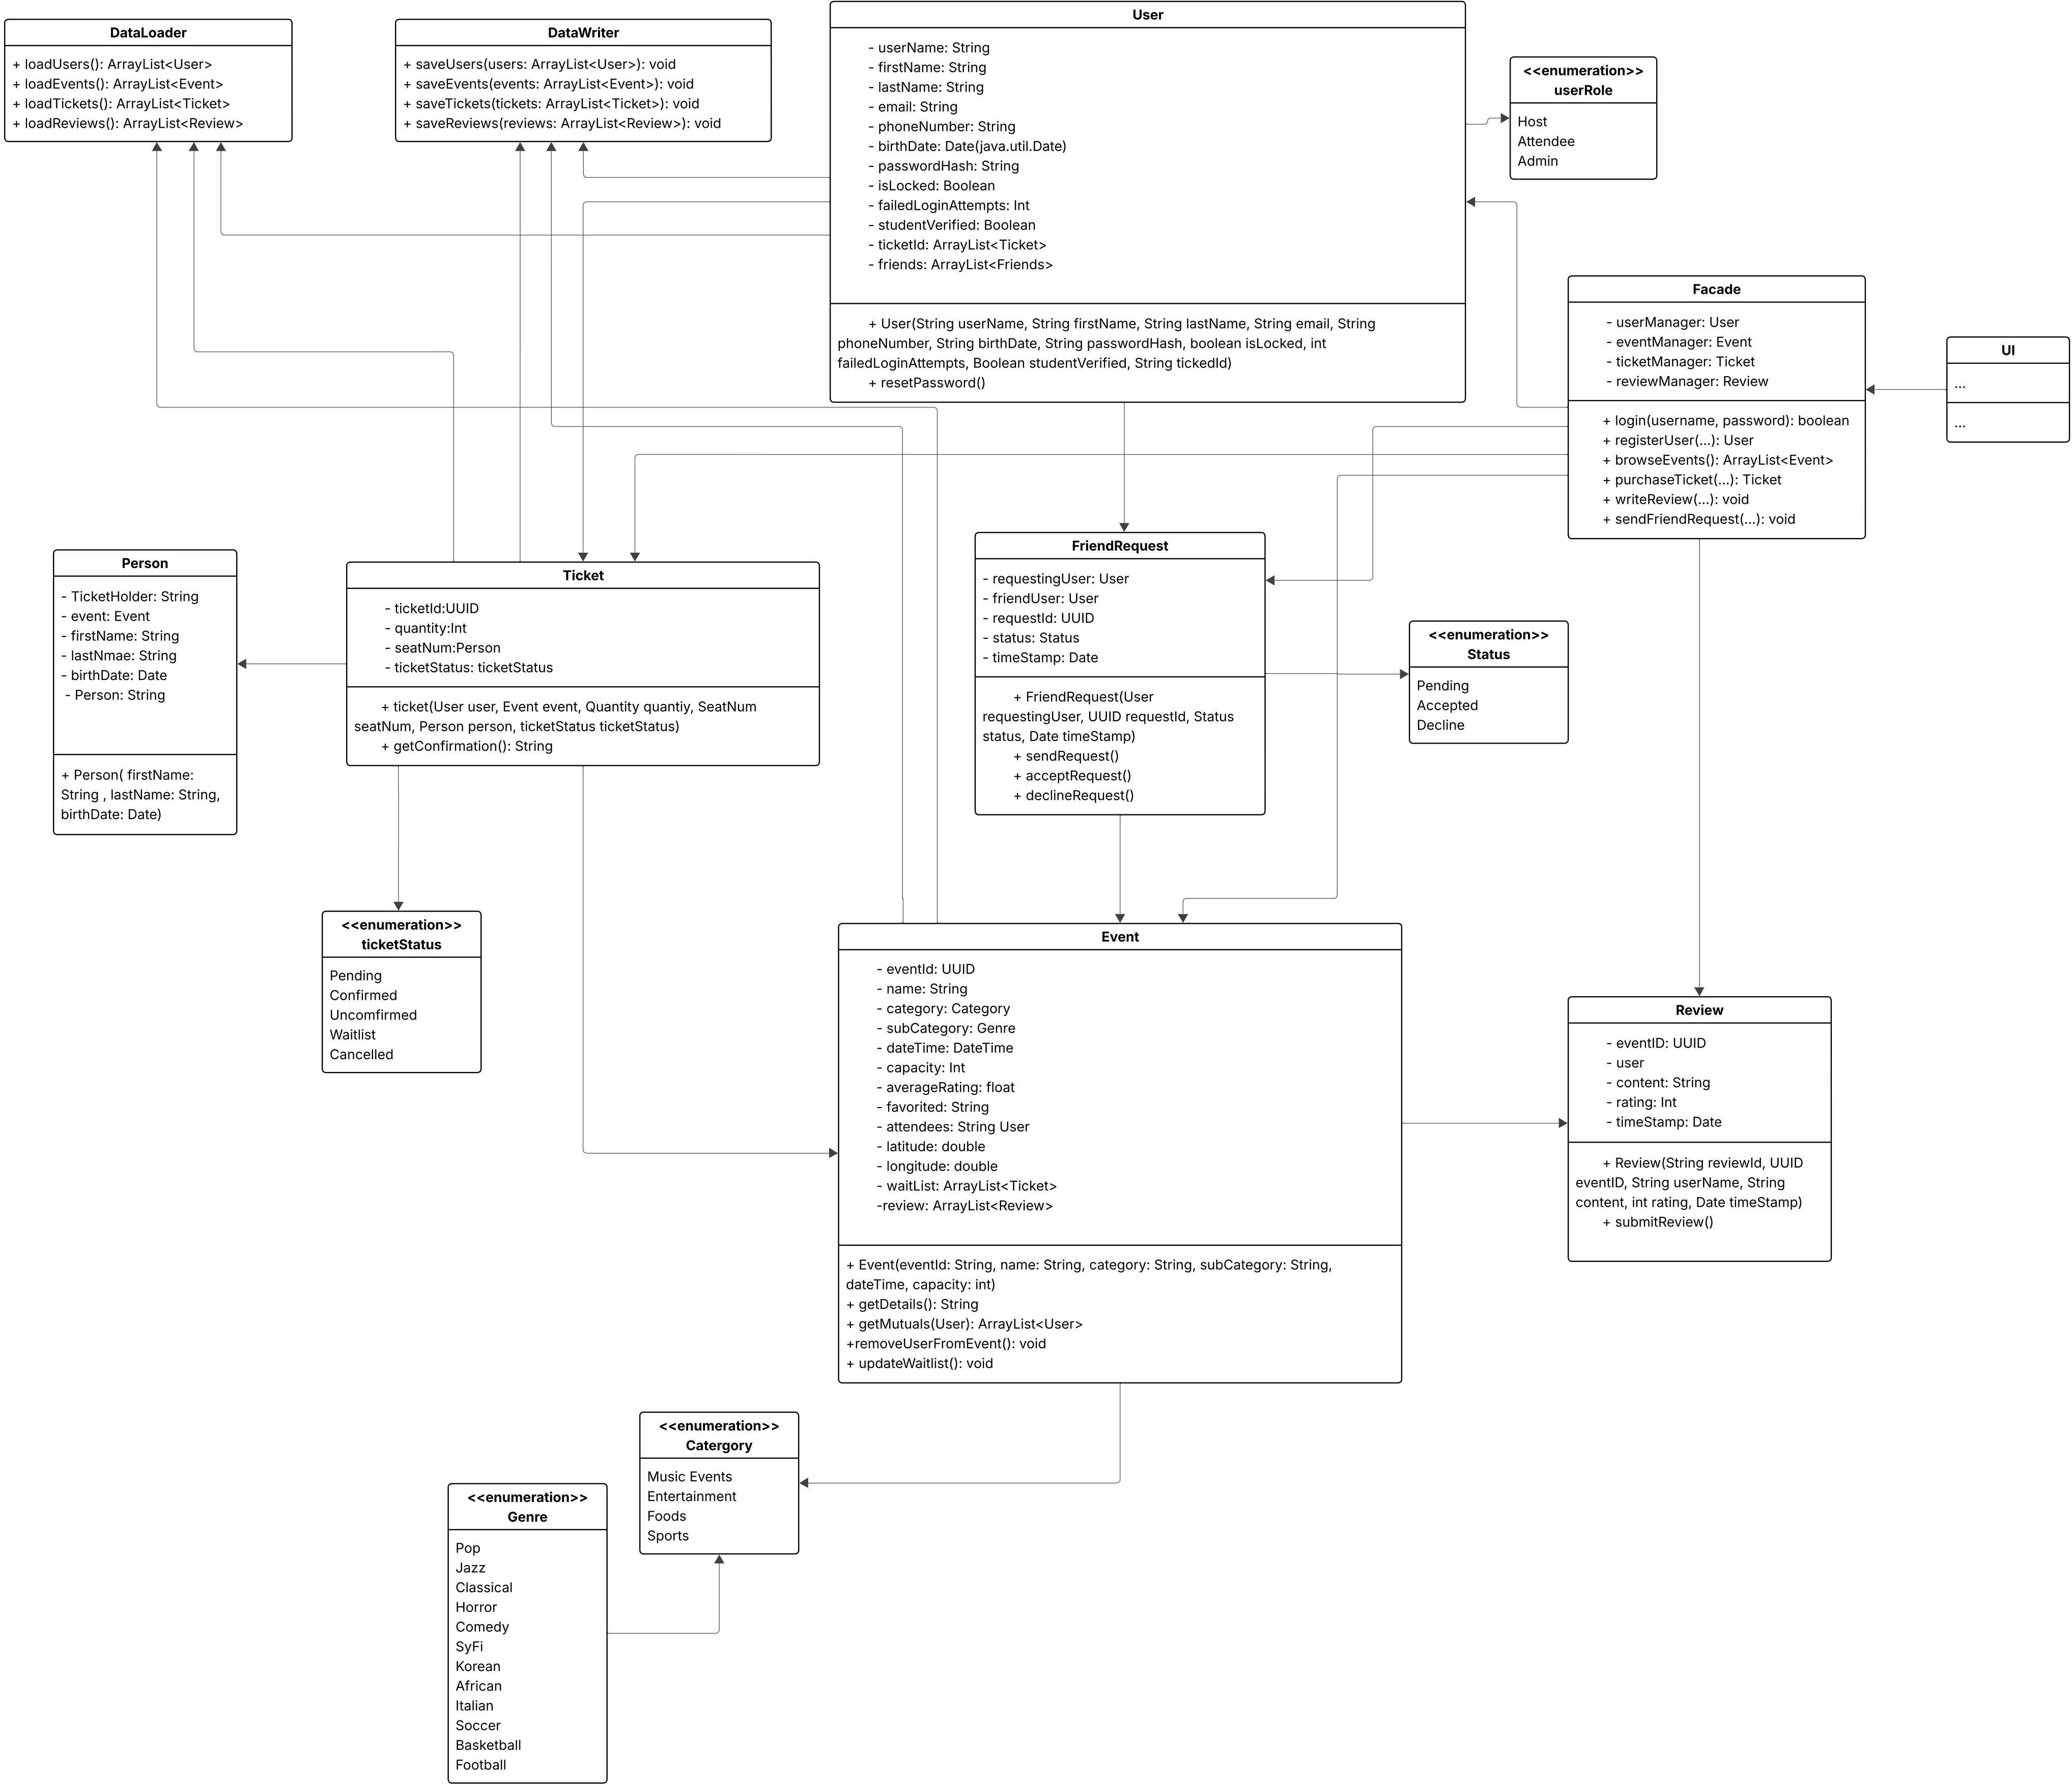 DataLoader
+ loadUsers(): ArrayList<User>
+ loadEvents(): ArrayList<Event>
+ loadTickets(): ArrayList<Ticket>
+ loadReviews(): ArrayList<Review>
DataWriter
+ saveUsers(users: ArrayList<User>): void
+ saveEvents(events: ArrayList<Event>): void
+ saveTickets(tickets: ArrayList<Ticket>): void
+ saveReviews(reviews: ArrayList<Review>): void
User
- userName: String
- firstName: String
- lastName: String
- email: String
- phoneNumber: String
- birthDate: Date(java.util.Date)
- passwordHash: String
- isLocked: Boolean
- failedLoginAttempts: Int
- studentVerified: Boolean
- ticketId: ArrayList<Ticket>
- friends: ArrayList<Friends>
+ User(String userName, String firstName, String lastName, String email, String
phoneNumber, String birthDate, String passwordHash, boolean isLocked, int
failedLoginAttempts, Boolean studentVerified, String tickedId)
+ resetPassword()
<<enumeration>>
userRole
Host
Attendee
Admin
Facade
- userManager: User
- eventManager: Event
- ticketManager: Ticket
- reviewManager: Review
+ login(username, password): boolean
+ registerUser(...): User
+ browseEvents(): ArrayList<Event>
+ purchaseTicket(...): Ticket
+ writeReview(...): void
+ sendFriendRequest(...): void
UI
...
...
Person
- TicketHolder: String
- event: Event
- firstName: String
- lastNmae: String
- birthDate: Date
- Person: String
+ Person( firstName:
String , lastName: String,
birthDate: Date)
Ticket
- ticketId:UUID
- quantity:Int
- seatNum:Person
- ticketStatus: ticketStatus
+ ticket(User user, Event event, Quantity quantiy, SeatNum
seatNum, Person person, ticketStatus ticketStatus)
+ getConfirmation(): String
FriendRequest
- requestingUser: User
- friendUser: User
- requestId: UUID
- status: Status
- timeStamp: Date
+ FriendRequest(User
requestingUser, UUID requestId, Status
status, Date timeStamp)
+ sendRequest()
+ acceptRequest()
+ declineRequest()
<<enumeration>>
Status
Pending
Accepted
Decline
<<enumeration>>
ticketStatus
Pending
Confirmed
Uncomfirmed
Waitlist
Cancelled
Event
- eventId: UUID
- name: String
- category: Category
- subCategory: Genre
- dateTime: DateTime
- capacity: Int
- averageRating: float
- favorited: String
- attendees: String User
- latitude: double
- longitude: double
- waitList: ArrayList<Ticket>
-review: ArrayList<Review>
+ Event(eventId: String, name: String, category: String, subCategory: String,
dateTime, capacity: int)
+ getDetails(): String
+ getMutuals(User): ArrayList<User>
+removeUserFromEvent(): void
+ updateWaitlist(): void
Review
- eventID: UUID
- user
- content: String
- rating: Int
- timeStamp: Date
+ Review(String reviewId, UUID
eventID, String userName, String
content, int rating, Date timeStamp)
+ submitReview()
<<enumeration>>
Catergory
Music Events
Entertainment
Foods
Sports
<<enumeration>>
Genre
Pop
Jazz
Classical
Horror
Comedy
SyFi
Korean
African
Italian
Soccer
Basketball
Football